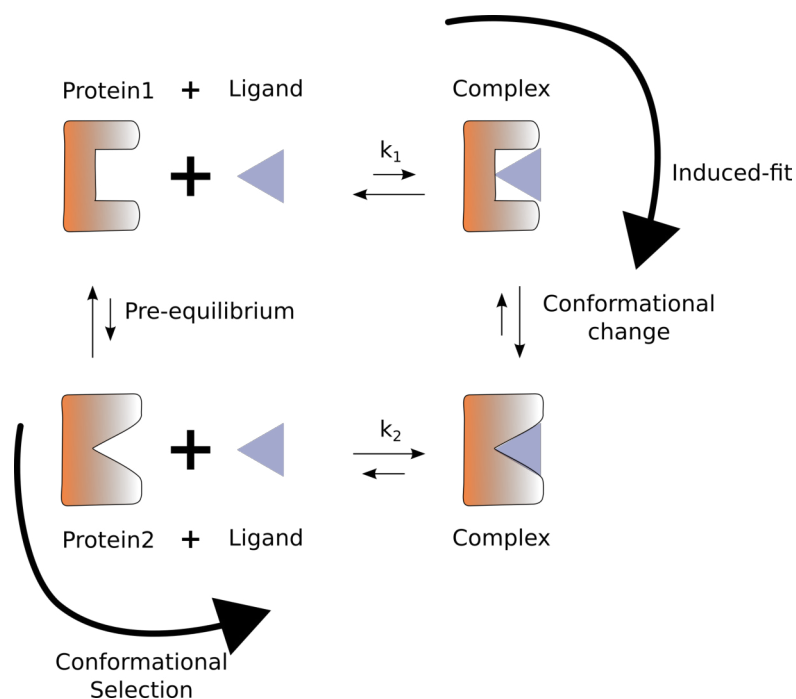 Protein1 + Ligand
Complex
+
k1
Induced-fit
Pre-equilibrium
Conformational
change
+
k2
Protein2 + Ligand
Complex
Conformational
Selection